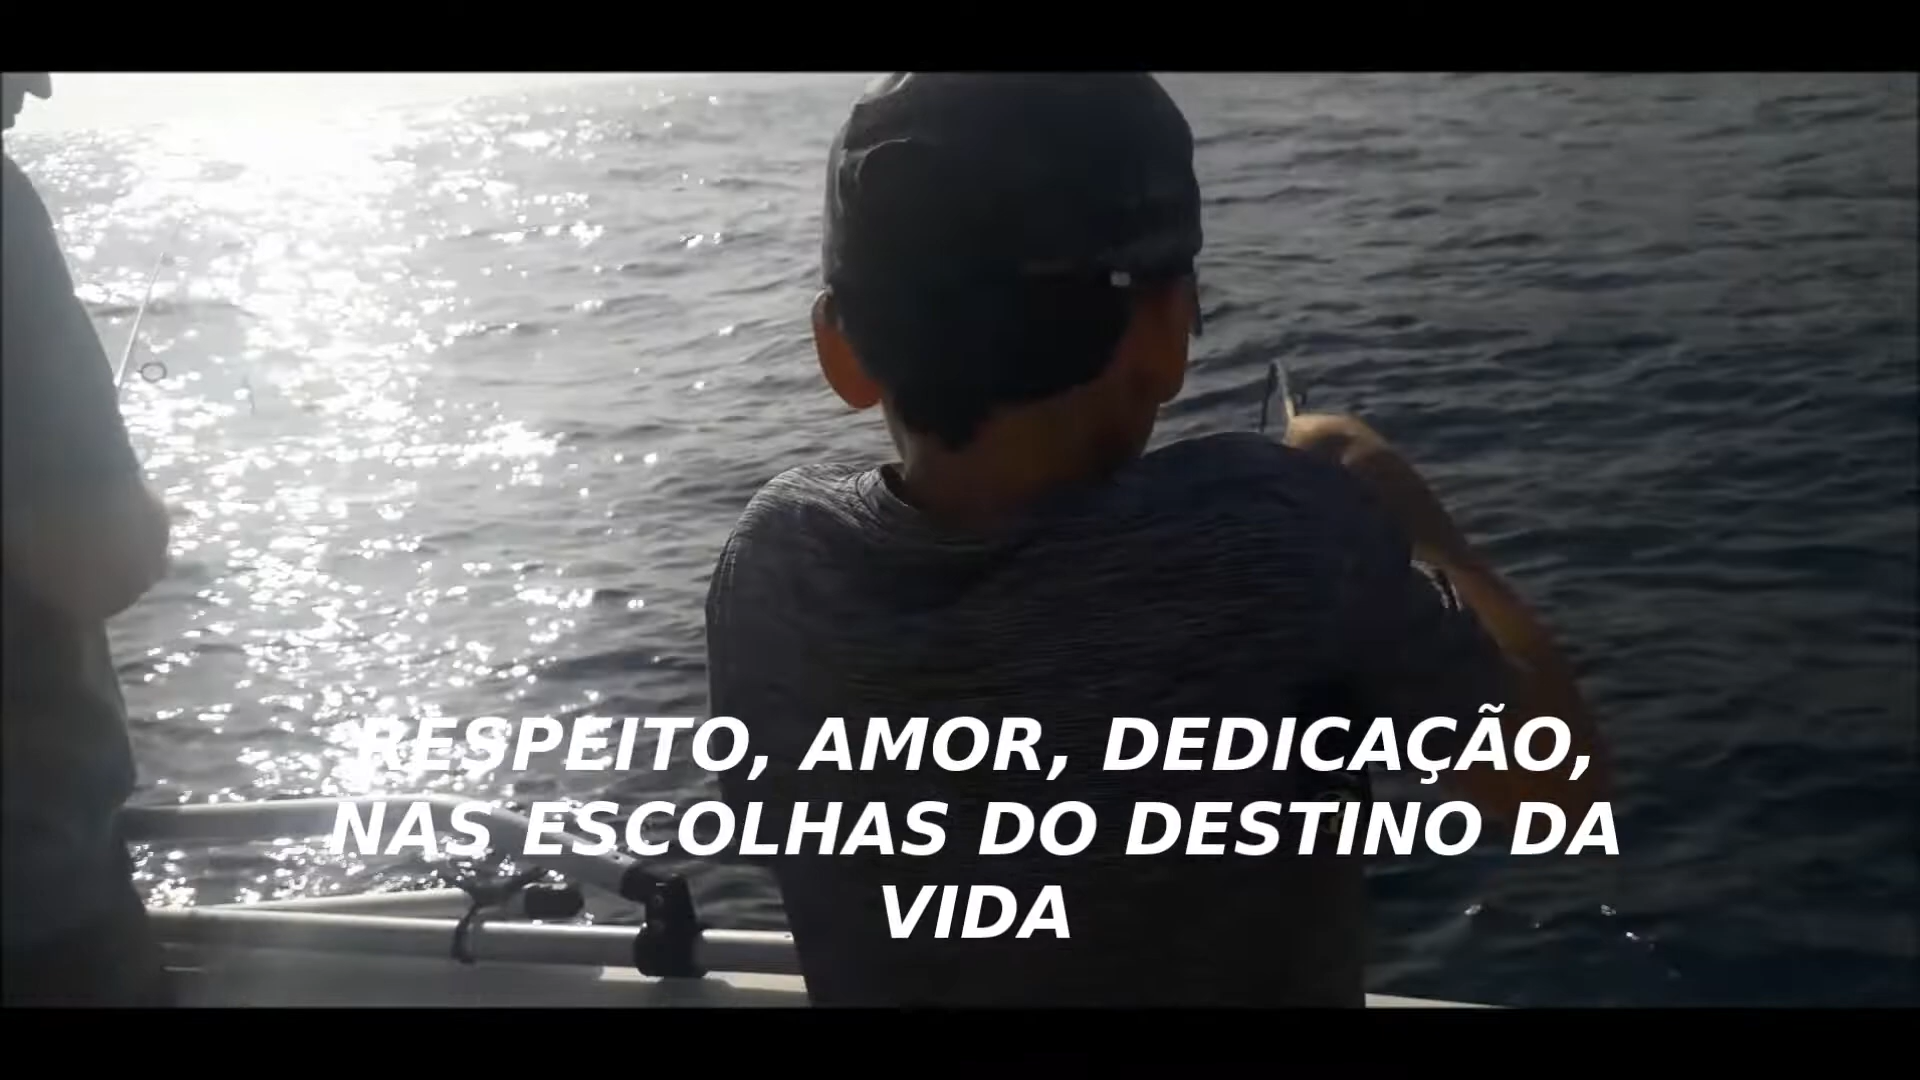 RESPEITO, AMOR, DEDICAÇÃO,
NAS ESCOLHAS DO DESTINO DA
VIDA